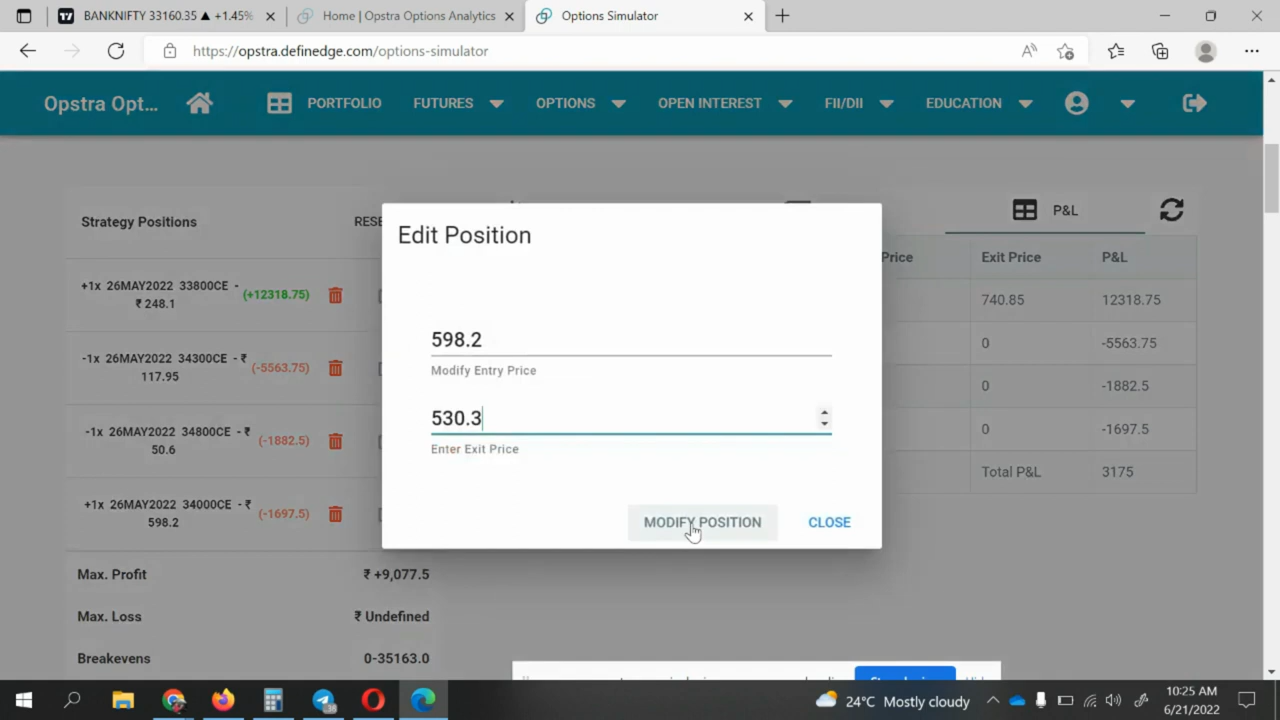 BANKNIFTY 33160.35 ▲ +1.45%
Home | Opstra Options Analytics
Options Simulator
https://opstra.definedge.com/options-simulator
Opstra Opt...
PORTFOLIO
FUTURES
OPTIONS
OPEN INTEREST
FII/DII
EDUCATION
Strategy Positions
RESE
P&L
Edit Position
Price
Exit Price
P&L
+1x 26MAY2022 33800CE -
₹ 248.1
(+12318.75)
740.85
12318.75
-1x 26MAY2022 34300CE - ₹
117.95
(-5563.75)
0
-5563.75
-1x 26MAY2022 34800CE - ₹
50.6
(-1882.5)
0
-1882.5
+1x 26MAY2022 34000CE - ₹
598.2
(-1697.5)
0
-1697.5
Total P&L
3175
598.2
Modify Entry Price
530.3
Enter Exit Price
MODIFY POSITION
CLOSE
Max. Profit
₹ +9,077.5
Max. Loss
₹ Undefined
Breakevens
0-35163.0
24°C Mostly cloudy
10:25 AM
6/21/2022